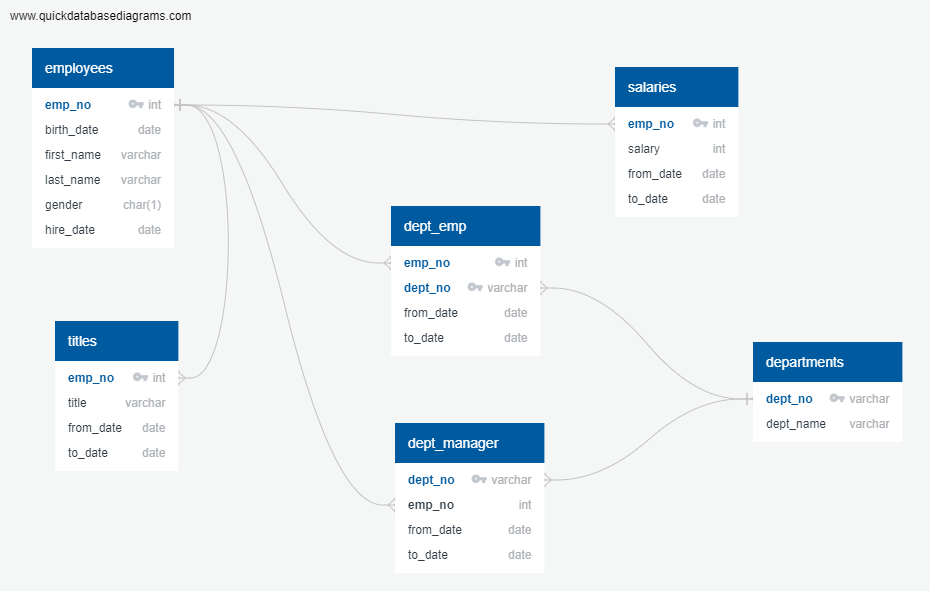 www.quickdatabasediagrams.com
employees
emp_no int
birth_date date
first_name varchar
last_name varchar
gender char(1)
hire_date date
salaries
emp_no int
salary int
from_date date
to_date date
dept_emp
emp_no int
dept_no varchar
from_date date
to_date date
titles
emp_no int
title varchar
from_date date
to_date date
departments
dept_no varchar
dept_name varchar
dept_manager
dept_no varchar
emp_no int
from_date date
to_date date